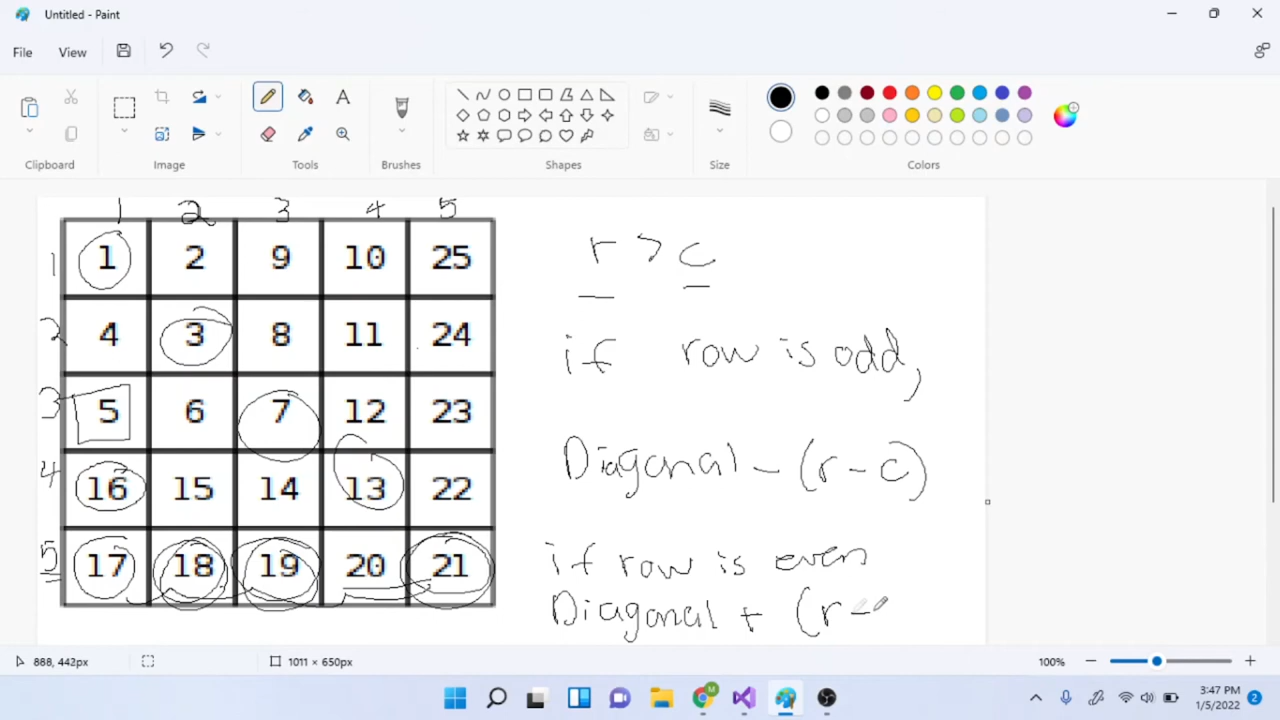 Untitled - Paint
File View
Clipboard Image Tools Brushes Shapes Size Colors
1 2 3 4 5
1 1 2 9 10 25
2 4 3 8 11 24
3 5 6 7 12 23
4 16 15 14 13 22
5 17 18 19 20 21
r > c
if row is odd,
Diagonal - (r - c)
if row is even
Diagonal + (r -
888, 442px 1011 × 650px 100%
3:47 PM
1/5/2022
2